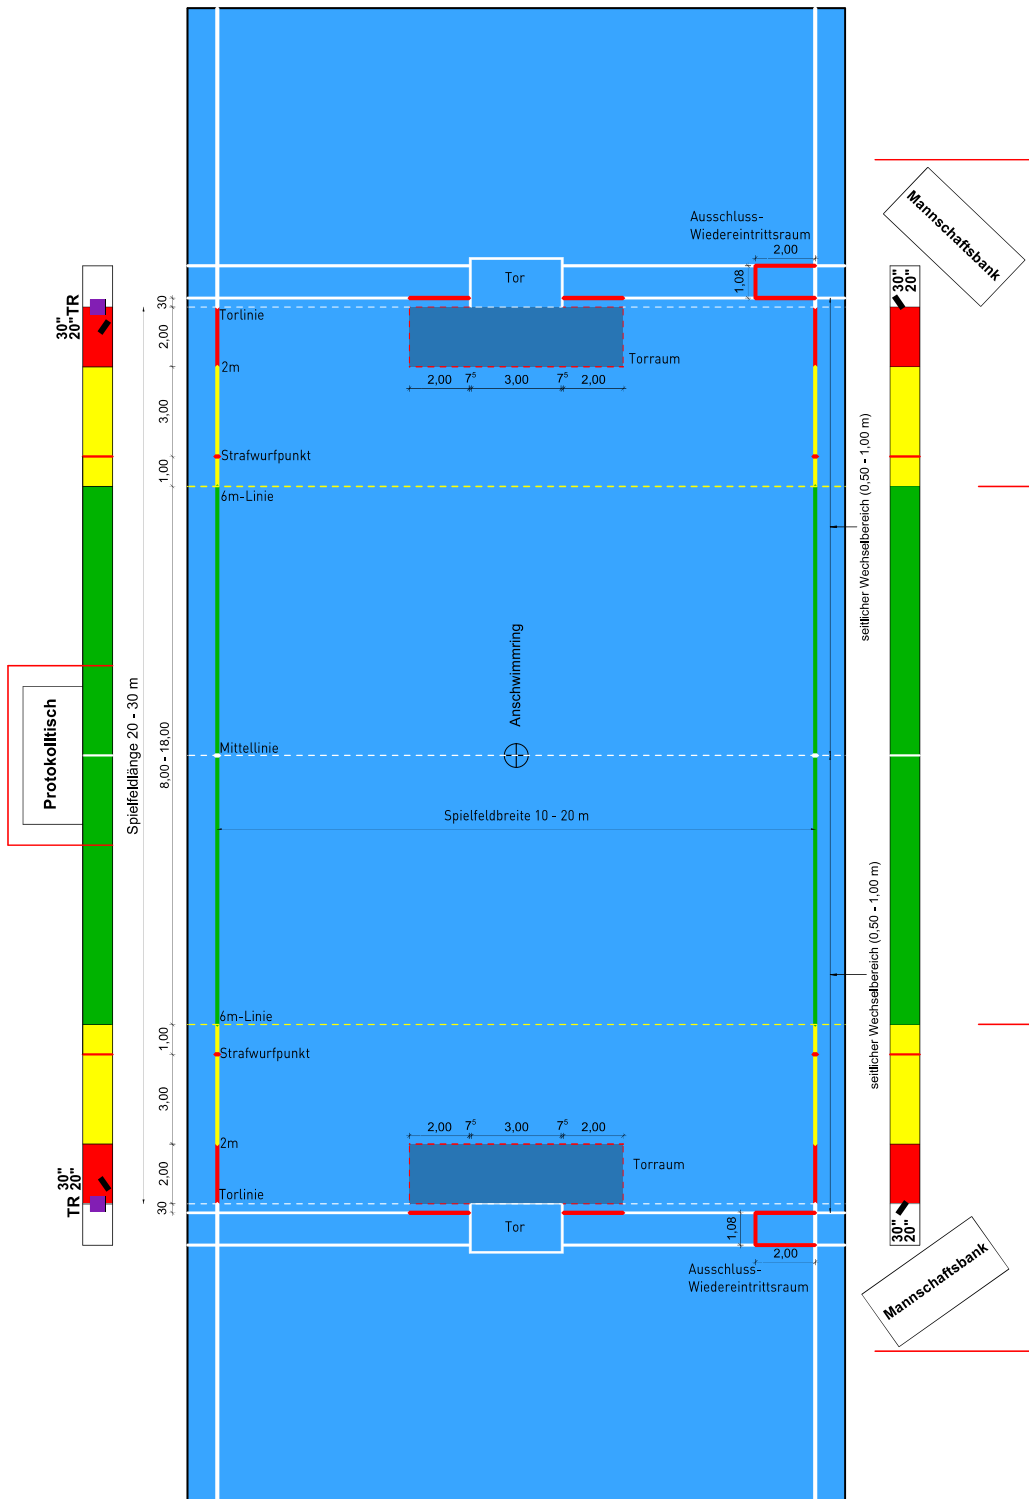 Ausschluss-
Wiedereintrittsraum
2,00
1,08
Mannschaftsbank
Tor
30"
20"TR
30"
20"
30
Torlinie
2,00
2m
Torraum
2,00 7⁵ 3,00 7⁵ 2,00
3,00
Strafwurfpunkt
1,00
6m-Linie
seitlicher Wechselbereich (0,50 - 1,00 m)
Anschwimmring
Protokolltisch
Spielfeldlänge 20 - 30 m
8,00 - 18,00
Mittellinie
Spielfeldbreite 10 - 20 m
seitlicher Wechselbereich (0,50 - 1,00 m)
6m-Linie
1,00
Strafwurfpunkt
3,00
2,00 7⁵ 3,00 7⁵ 2,00
2m
Torraum
2,00
Torlinie
30
30"
TR 20"
30"
20"
Tor
1,08
2,00
Ausschluss-
Wiedereintrittsraum
Mannschaftsbank